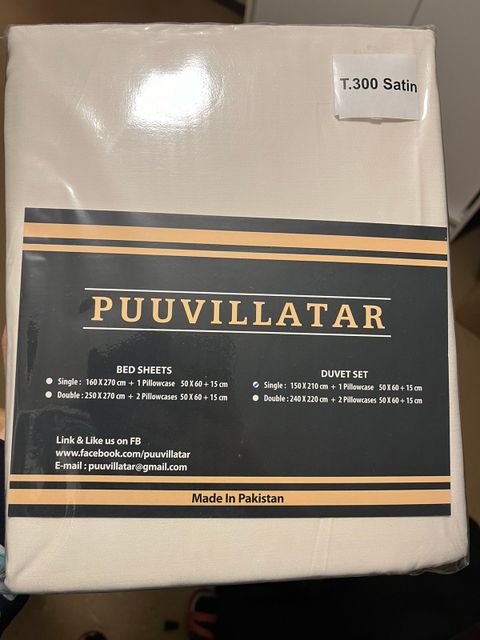 T.300 Satin
PUUVILLATAR
BED SHEETS
Single : 160 X 270 cm + 1 Pillowcase 50 X 60 + 15 cm
Double : 250 X 270 cm + 2 Pillowcases 50 X 60 + 15 cm
DUVET SET
Single : 150 X 210 cm + 1 Pillowcase 50 X 60 + 15 cm
Double : 240 X 220 cm + 2 Pillowcases 50 X 60 + 15 cm
Link & Like us on FB
www.facebook.com/puuvillatar
E-mail : puuvillatar@gmail.com
Made In Pakistan